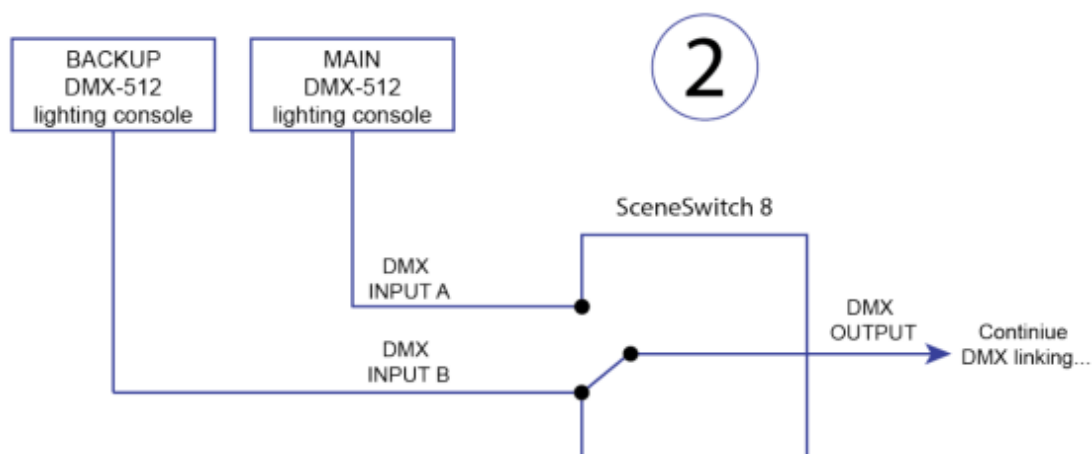 BACKUP
DMX-512
lighting console
MAIN
DMX-512
lighting console
2
SceneSwitch 8
DMX
INPUT A
DMX
INPUT B
DMX
OUTPUT
Continiue
DMX linking...